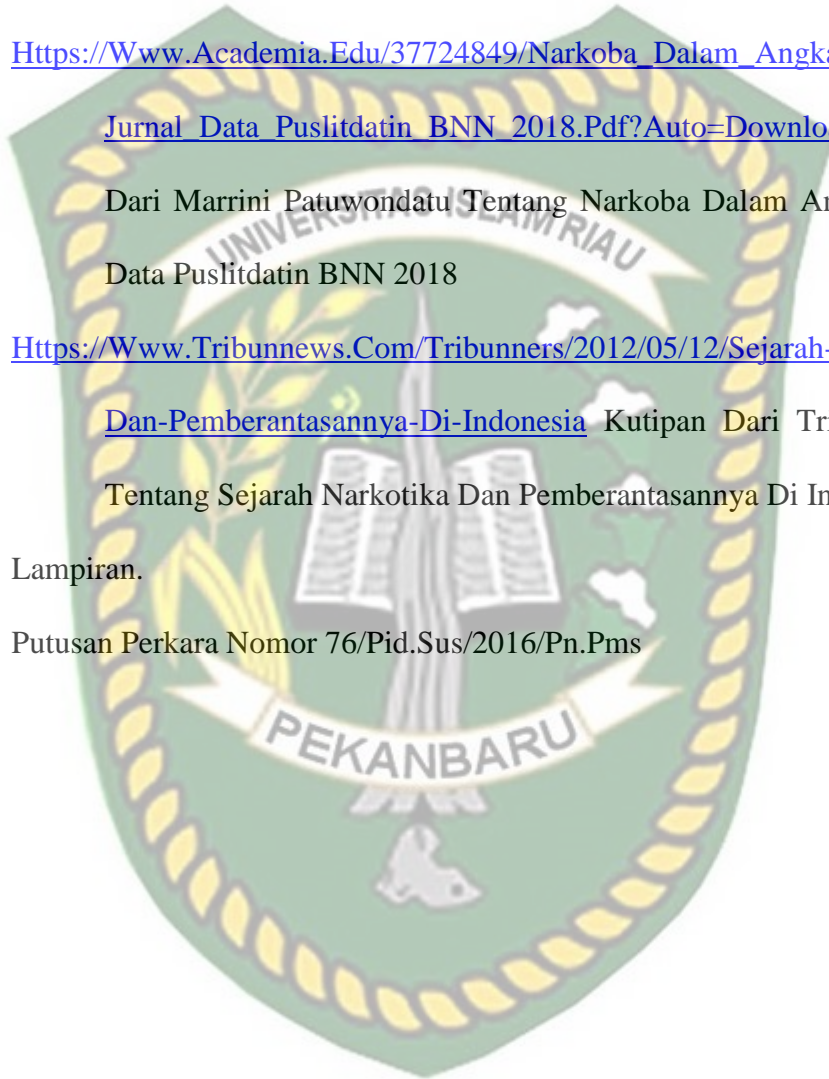 Https://Www.Academia.Edu/37724849/Narkoba_Dalam_Angka
Jurnal_Data_Puslitdatin_BNN_2018.Pdf?Auto=Downlo
Dari Marrini Patuwondatu Tentang Narkoba Dalam An
UNIVERSITAS ISLAM RIAU
Data Puslitdatin BNN 2018
Https://Www.Tribunnews.Com/Tribunners/2012/05/12/Sejarah-
Dan-Pemberantasannya-Di-Indonesia Kutipan Dari Tri
Tentang Sejarah Narkotika Dan Pemberantasannya Di In
Lampiran.
Putusan Perkara Nomor 76/Pid.Sus/2016/Pn.Pms
PEKANBARU